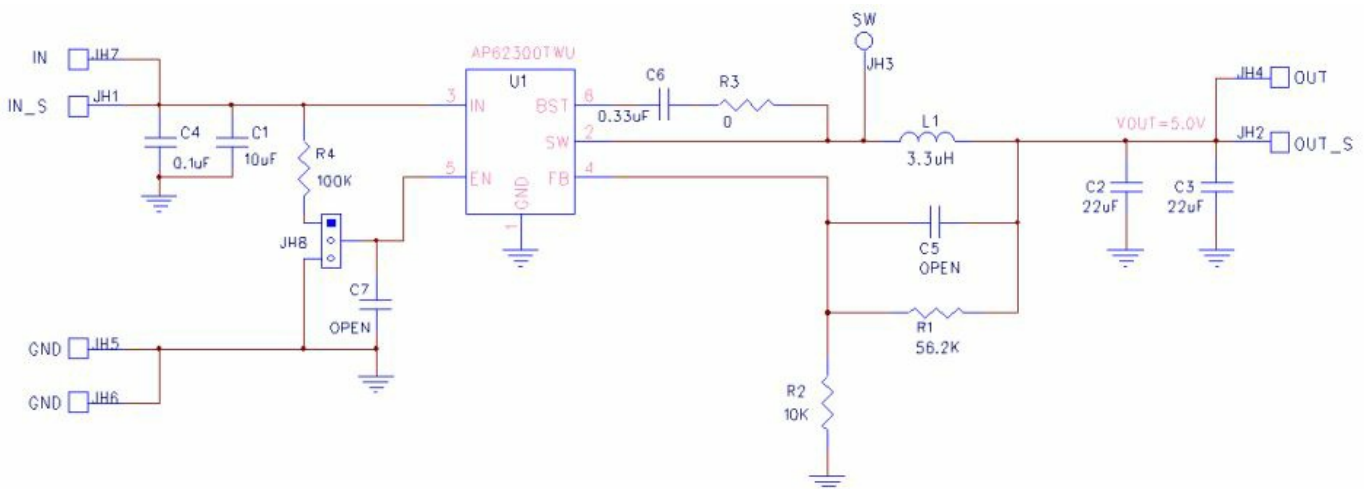 SW
IN
JH7
AP62300TWU
JH3
JH4
OUT
IN_S
JH1
U1
C6
R3
3
IN
BST
6
0.33uF
0
L1
VOUT=5.0V
JH2
OUT_S
C4
0.1uF
C1
10uF
R4
100K
SW
2
3.3uH
5
EN
FB
4
C2
22uF
C3
22uF
GND
1
JH8
C5
OPEN
C7
OPEN
R1
56.2K
GND
JH5
GND
JH6
R2
10K